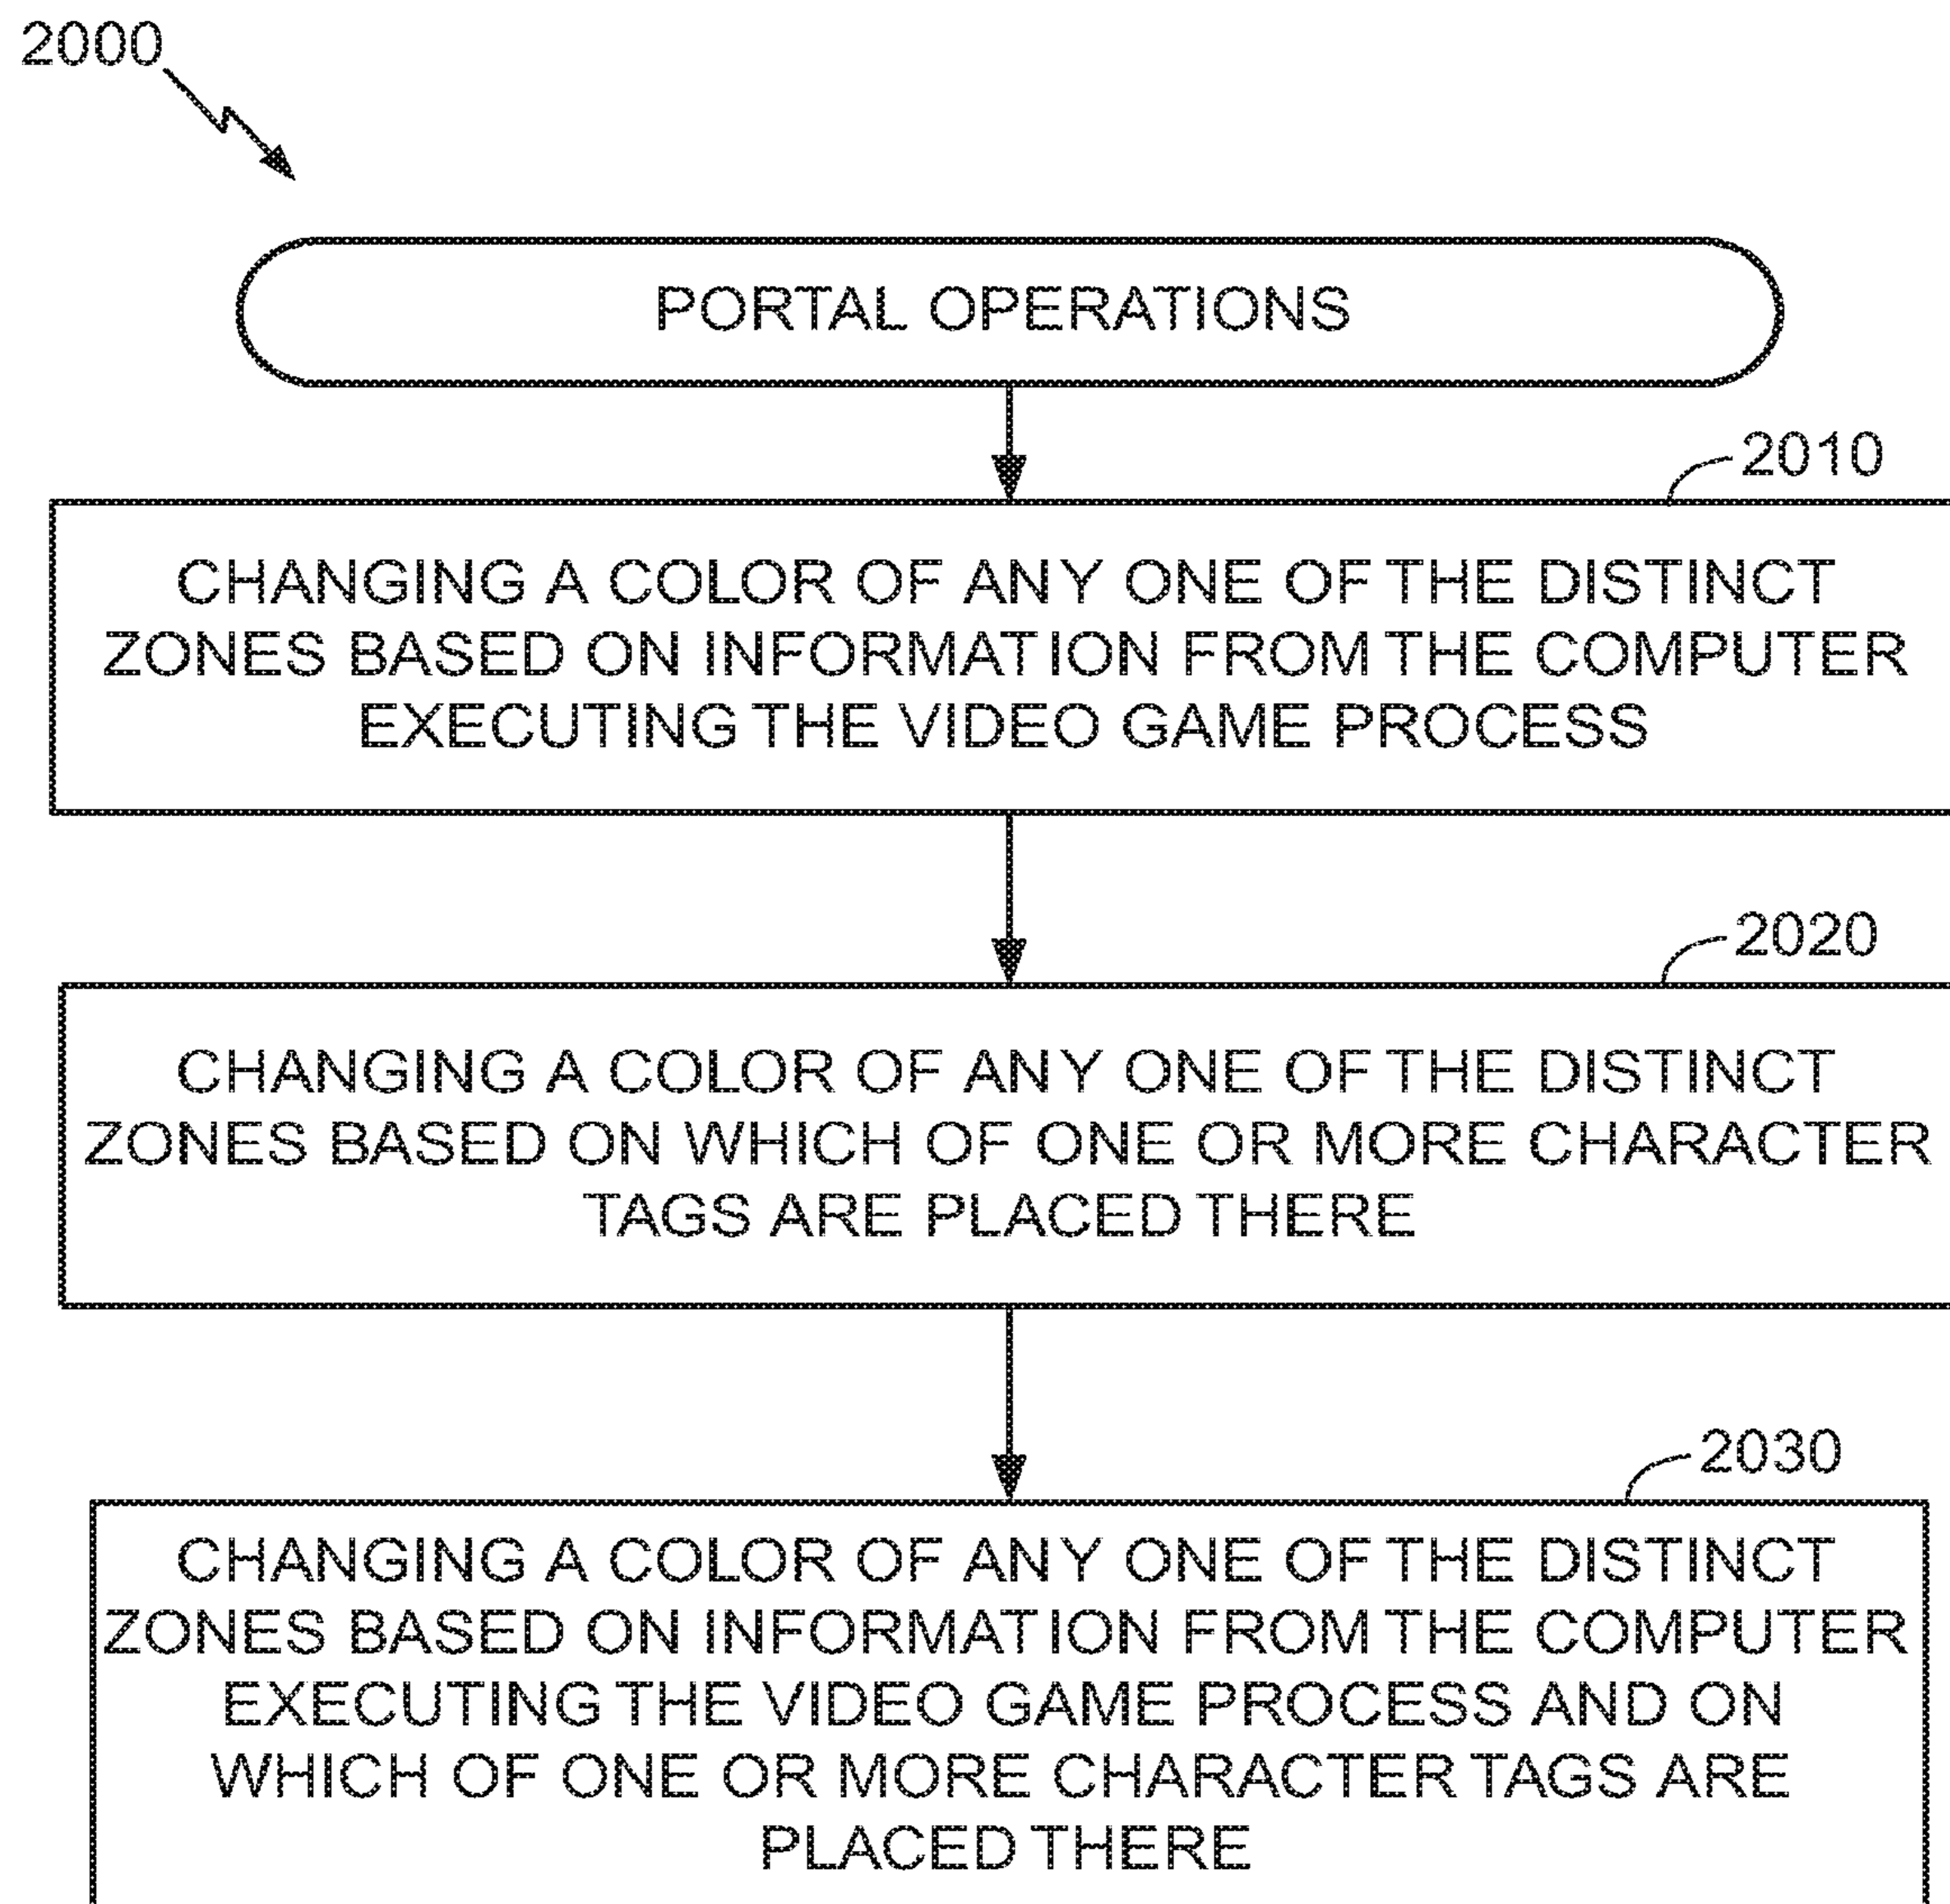 2000
PORTAL OPERATIONS
2010
CHANGING A COLOR OF ANY ONE OF THE DISTINCT
ZONES BASED ON INFORMATION FROM THE COMPUTER
EXECUTING THE VIDEO GAME PROCESS
2020
CHANGING A COLOR OF ANY ONE OF THE DISTINCT
ZONES BASED ON WHICH OF ONE OR MORE CHARACTER
TAGS ARE PLACED THERE
2030
CHANGING A COLOR OF ANY ONE OF THE DISTINCT
ZONES BASED ON INFORMATION FROM THE COMPUTER
EXECUTING THE VIDEO GAME PROCESS AND ON
WHICH OF ONE OR MORE CHARACTER TAGS ARE
PLACED THERE